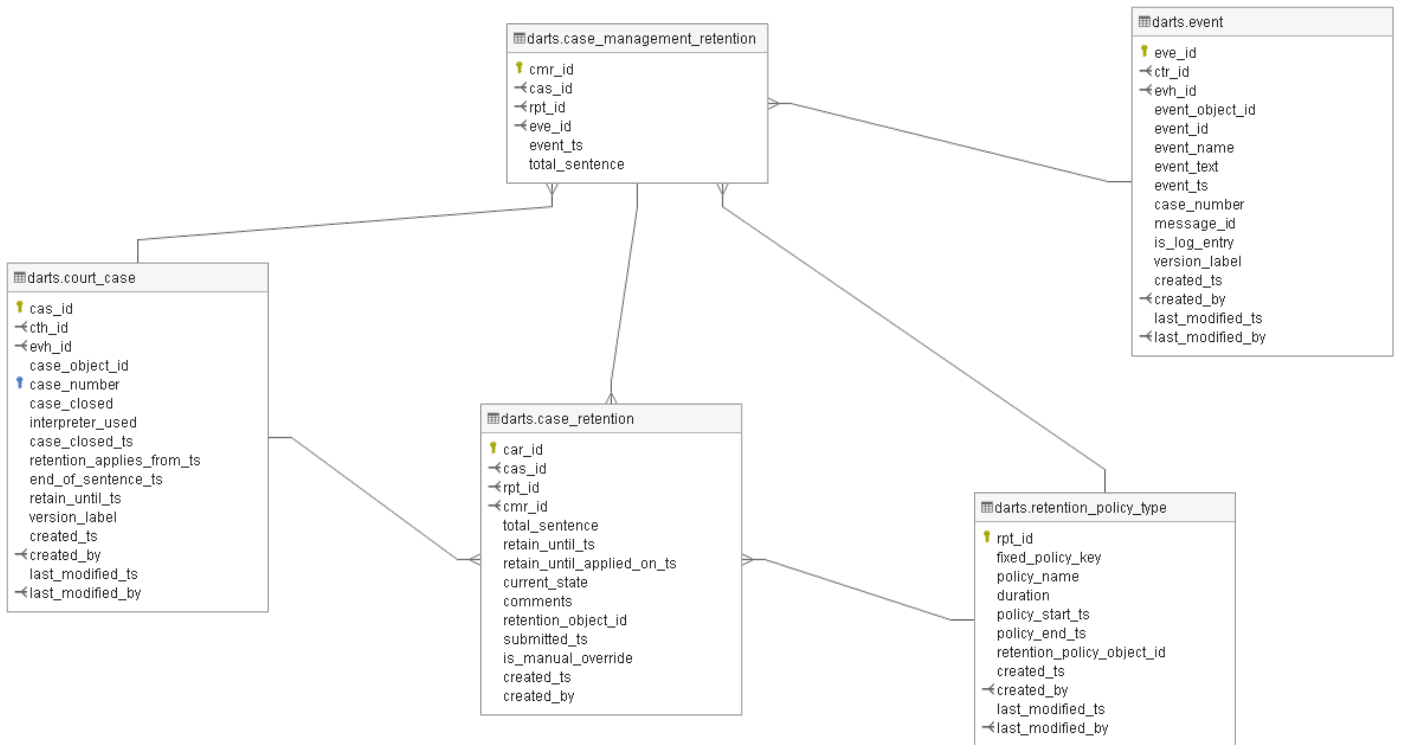 darts.case_management_retention
cmr_id
cas_id
rpt_id
eve_id
event_ts
total_sentence
darts.event
eve_id
ctr_id
evh_id
event_object_id
event_id
event_name
event_text
event_ts
case_number
message_id
is_log_entry
version_label
created_ts
created_by
last_modified_ts
last_modified_by
darts.court_case
cas_id
cth_id
evh_id
case_object_id
case_number
case_closed
interpreter_used
case_closed_ts
retention_applies_from_ts
end_of_sentence_ts
retain_until_ts
version_label
created_ts
created_by
last_modified_ts
last_modified_by
darts.case_retention
car_id
cas_id
rpt_id
cmr_id
total_sentence
retain_until_ts
retain_until_applied_on_ts
current_state
comments
retention_object_id
submitted_ts
is_manual_override
created_ts
created_by
darts.retention_policy_type
rpt_id
fixed_policy_key
policy_name
duration
policy_start_ts
policy_end_ts
retention_policy_object_id
created_ts
created_by
last_modified_ts
last_modified_by